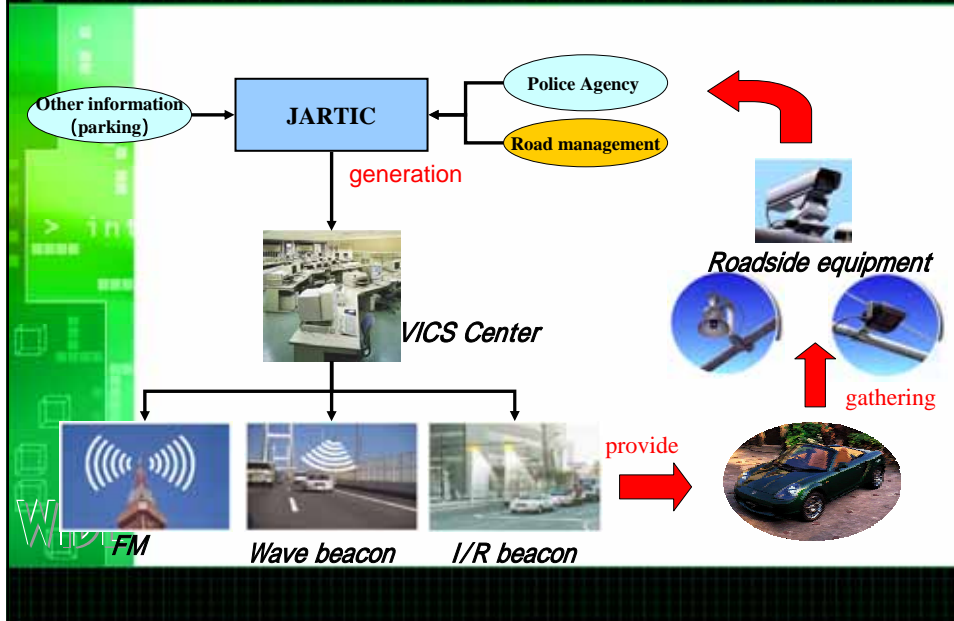 Other information
(parking)
JARTIC
Police Agency
Road management
generation
> int
Roadside equipment
VICS Center
gathering
provide
FM
Wave beacon
I/R beacon